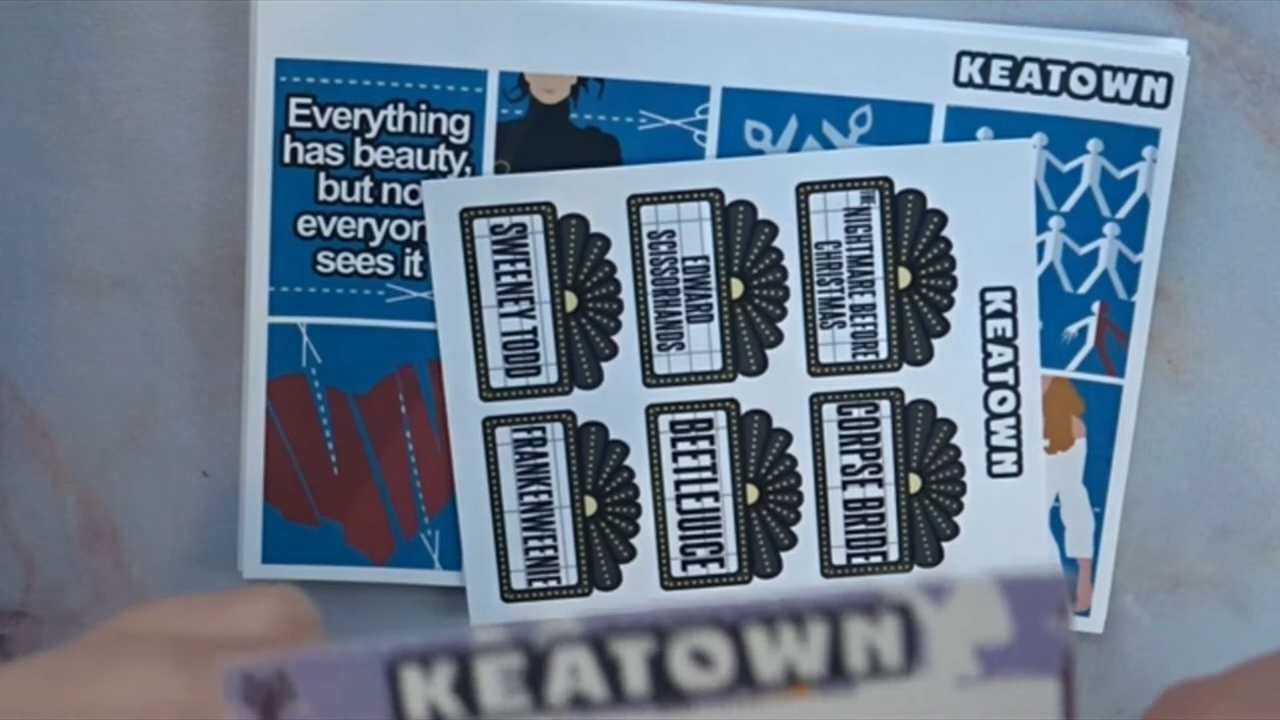 KEATOWN
Everything
has beauty,
but no
everyon
sees it
SWEENEY TODD
EDWARD
SCISSORHANDS
THE
NIGHTMARE BEFORE
CHRISTMAS
FRANKENWEENIE
BEETLEJUICE
CORPSE BRIDE
KEATOWN
KEATOWN